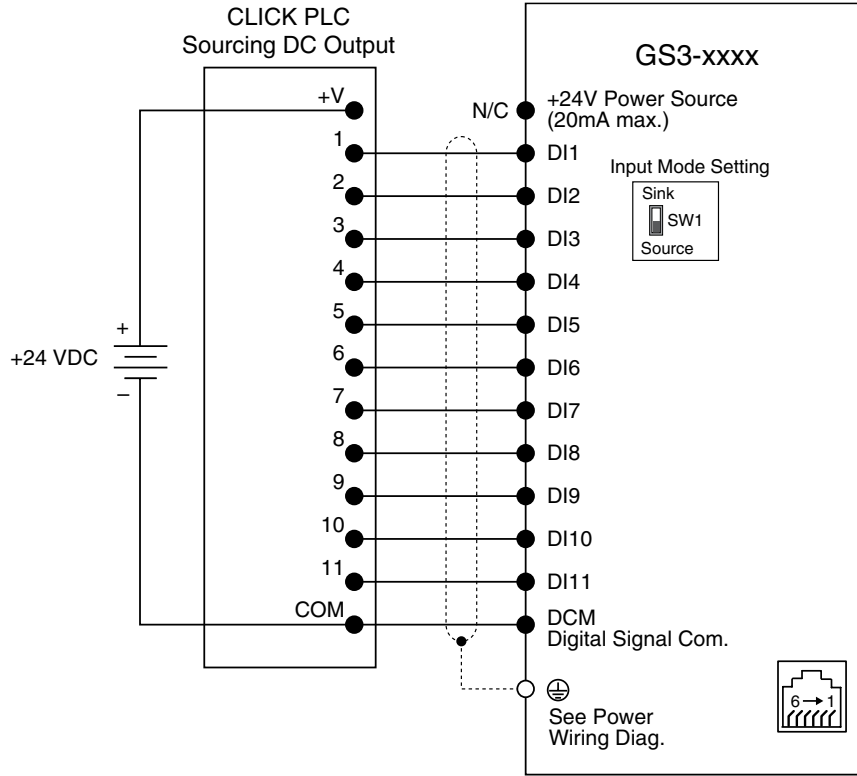 CLICK PLC
Sourcing DC Output
GS3-xxxx
+V
N/C
+24V Power Source
(20mA max.)
1
DI1
Input Mode Setting
Sink
SW1
Source
2
DI2
3
DI3
4
DI4
5
DI5
+
+24 VDC
–
6
DI6
7
DI7
8
DI8
9
DI9
10
DI10
11
DI11
COM
DCM
Digital Signal Com.
See Power
Wiring Diag.
6→1